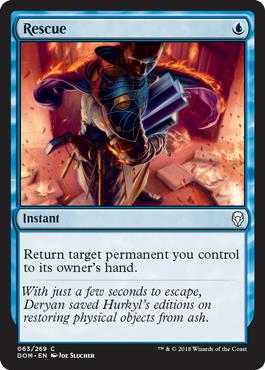 Rescue
Instant
Return target permanent you control
to its owner's hand.
With just a few seconds to escape,
Deryan saved Hurkyl's editions on
restoring physical objects from ash.
063/269 C
DOM • EN Joe Slucher
™ & © 2018 Wizards of the Coast